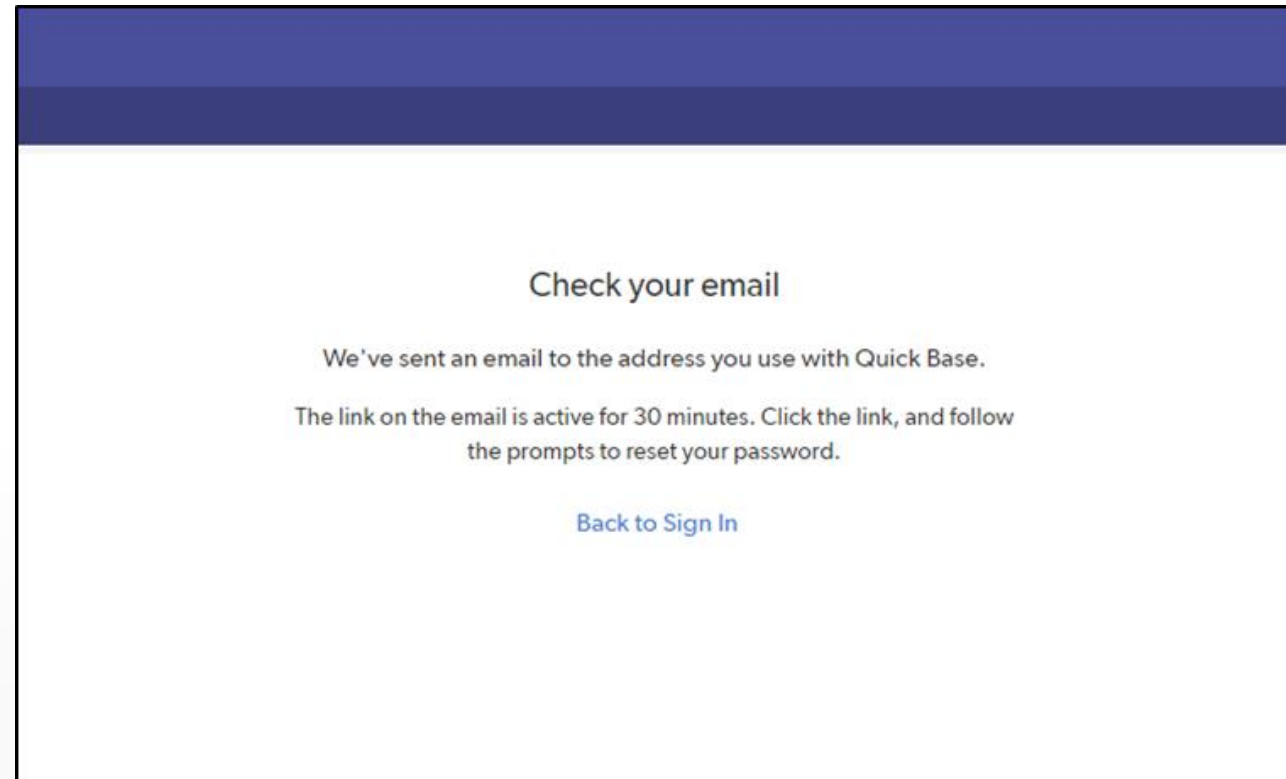 Check your email
We've sent an email to the address you use with Quick Base.
The link on the email is active for 30 minutes. Click the link, and follow
the prompts to reset your password.
Back to Sign In